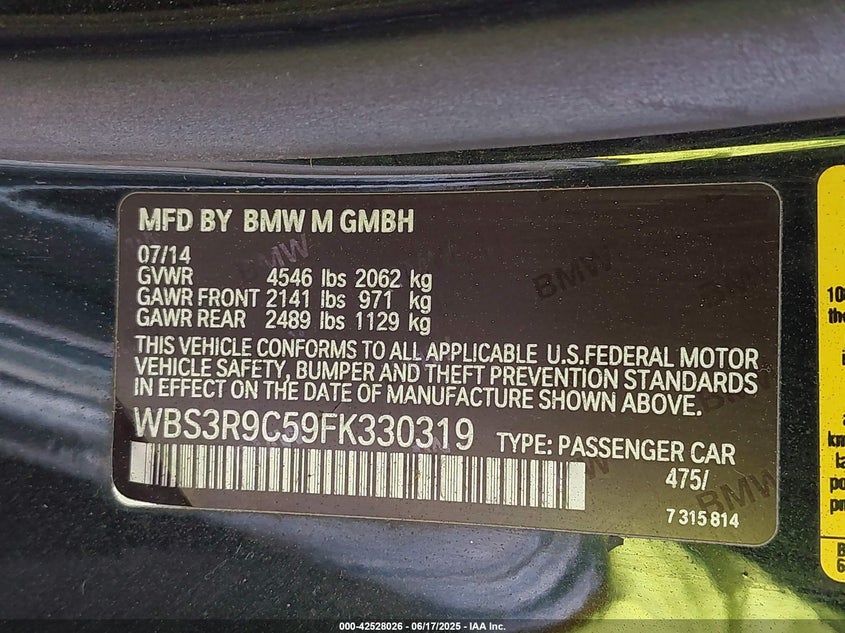 MFD BY BMW M GMBH
07/14
GVWR 4546 lbs 2062 kg
GAWR FRONT 2141 lbs 971 kg
GAWR REAR 2489 lbs 1129 kg
THIS VEHICLE CONFORMS TO ALL APPLICABLE U.S.FEDERAL MOTOR
VEHICLE SAFETY, BUMPER AND THEFT PREVENTION STANDARDS
IN EFFECT ON THE DATE OF MANUFACTURE SHOWN ABOVE.
WBS3R9C59FK330319 TYPE: PASSENGER CAR
475/
7 315 814
BMW
BMW
BMW
000-42528026 - 06/17/2025 - IAA Inc.